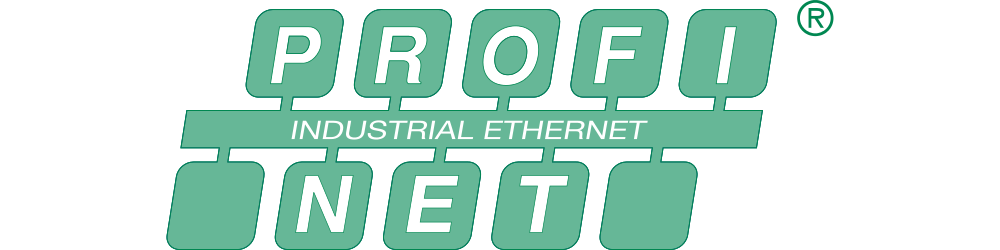 PROFI ®
INDUSTRIAL ETHERNET
NET